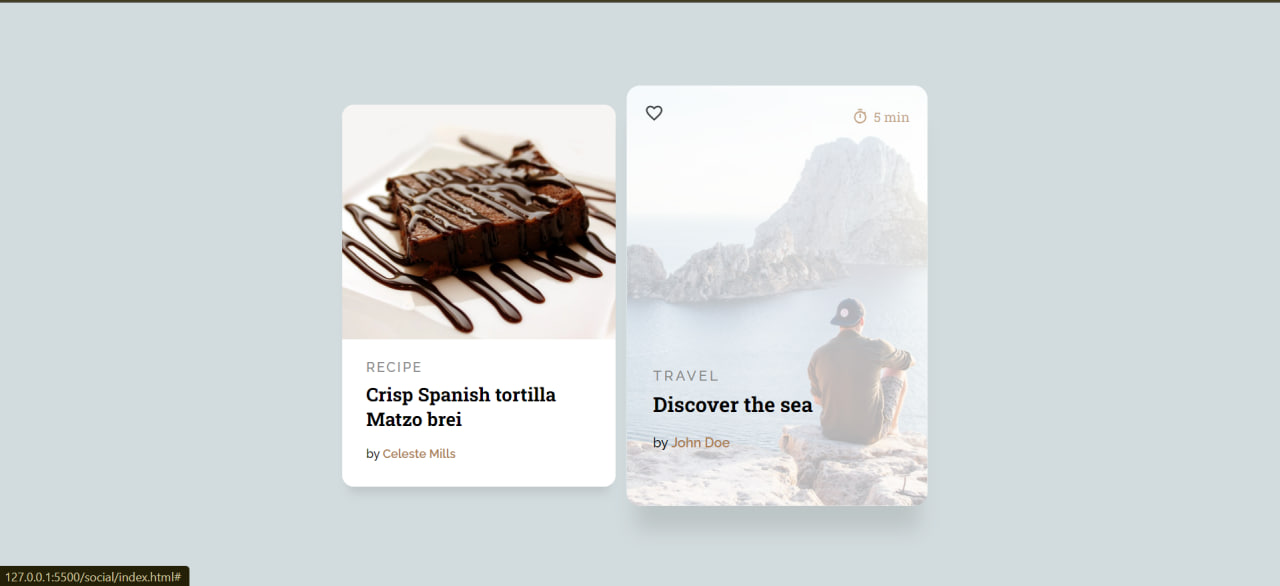 RECIPE
Crisp Spanish tortilla
Matzo brei
by Celeste Mills
5 min
TRAVEL
Discover the sea
by John Doe
127.0.0.1:5500/social/index.html#